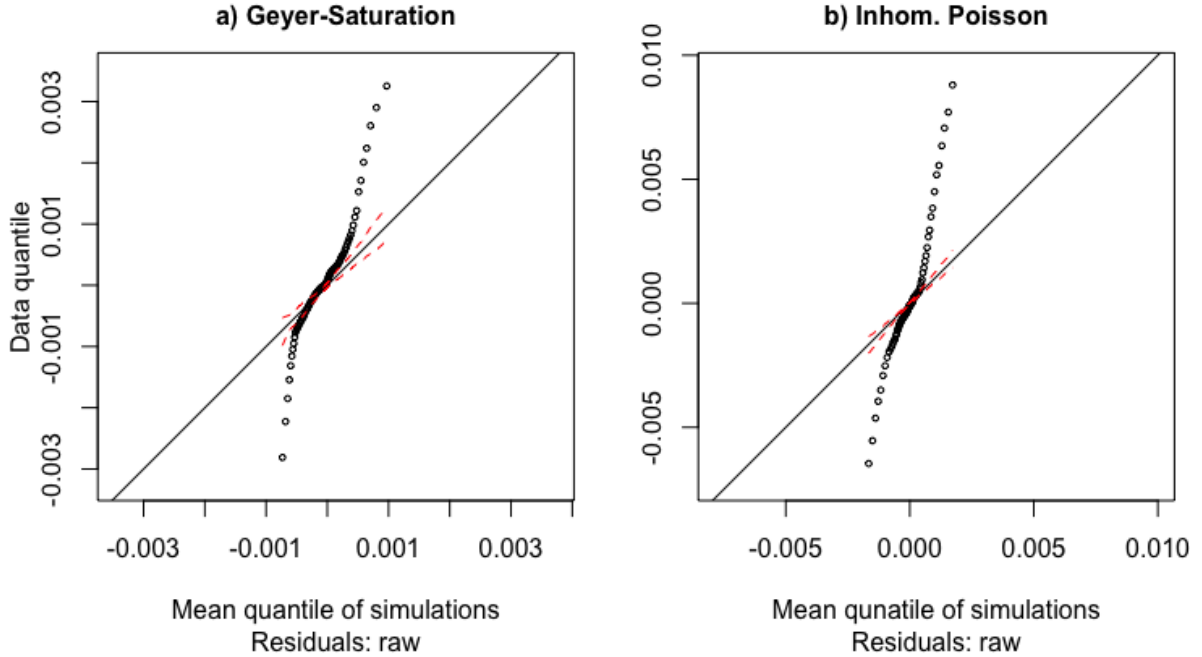 a) Geyer-Saturation
b) Inhom. Poisson
Data quantile
0.003
0.001
-0.001
-0.003
-0.003
-0.001
0.001
0.003
Mean quantile of simulations
Residuals: raw
0.010
0.005
0.000
-0.005
-0.005
0.000
0.005
0.010
Mean qunatile of simulations
Residuals: raw